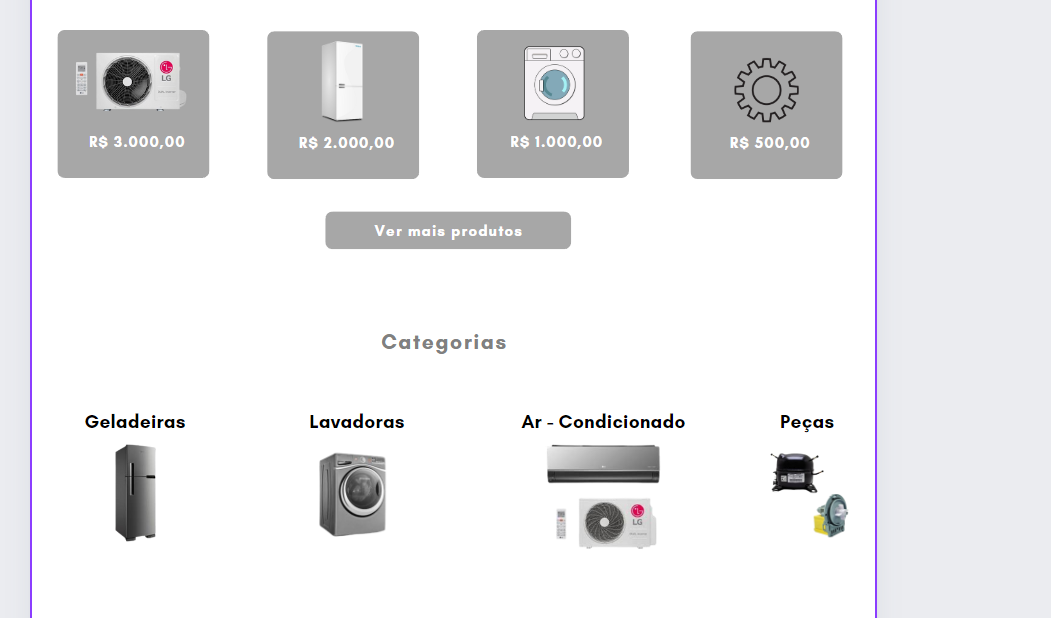 LG
R$ 3.000,00
R$ 2.000,00
R$ 1.000,00
R$ 500,00
Ver mais produtos
Categorias
Geladeiras
Lavadoras
Ar - Condicionado
Peças
LG